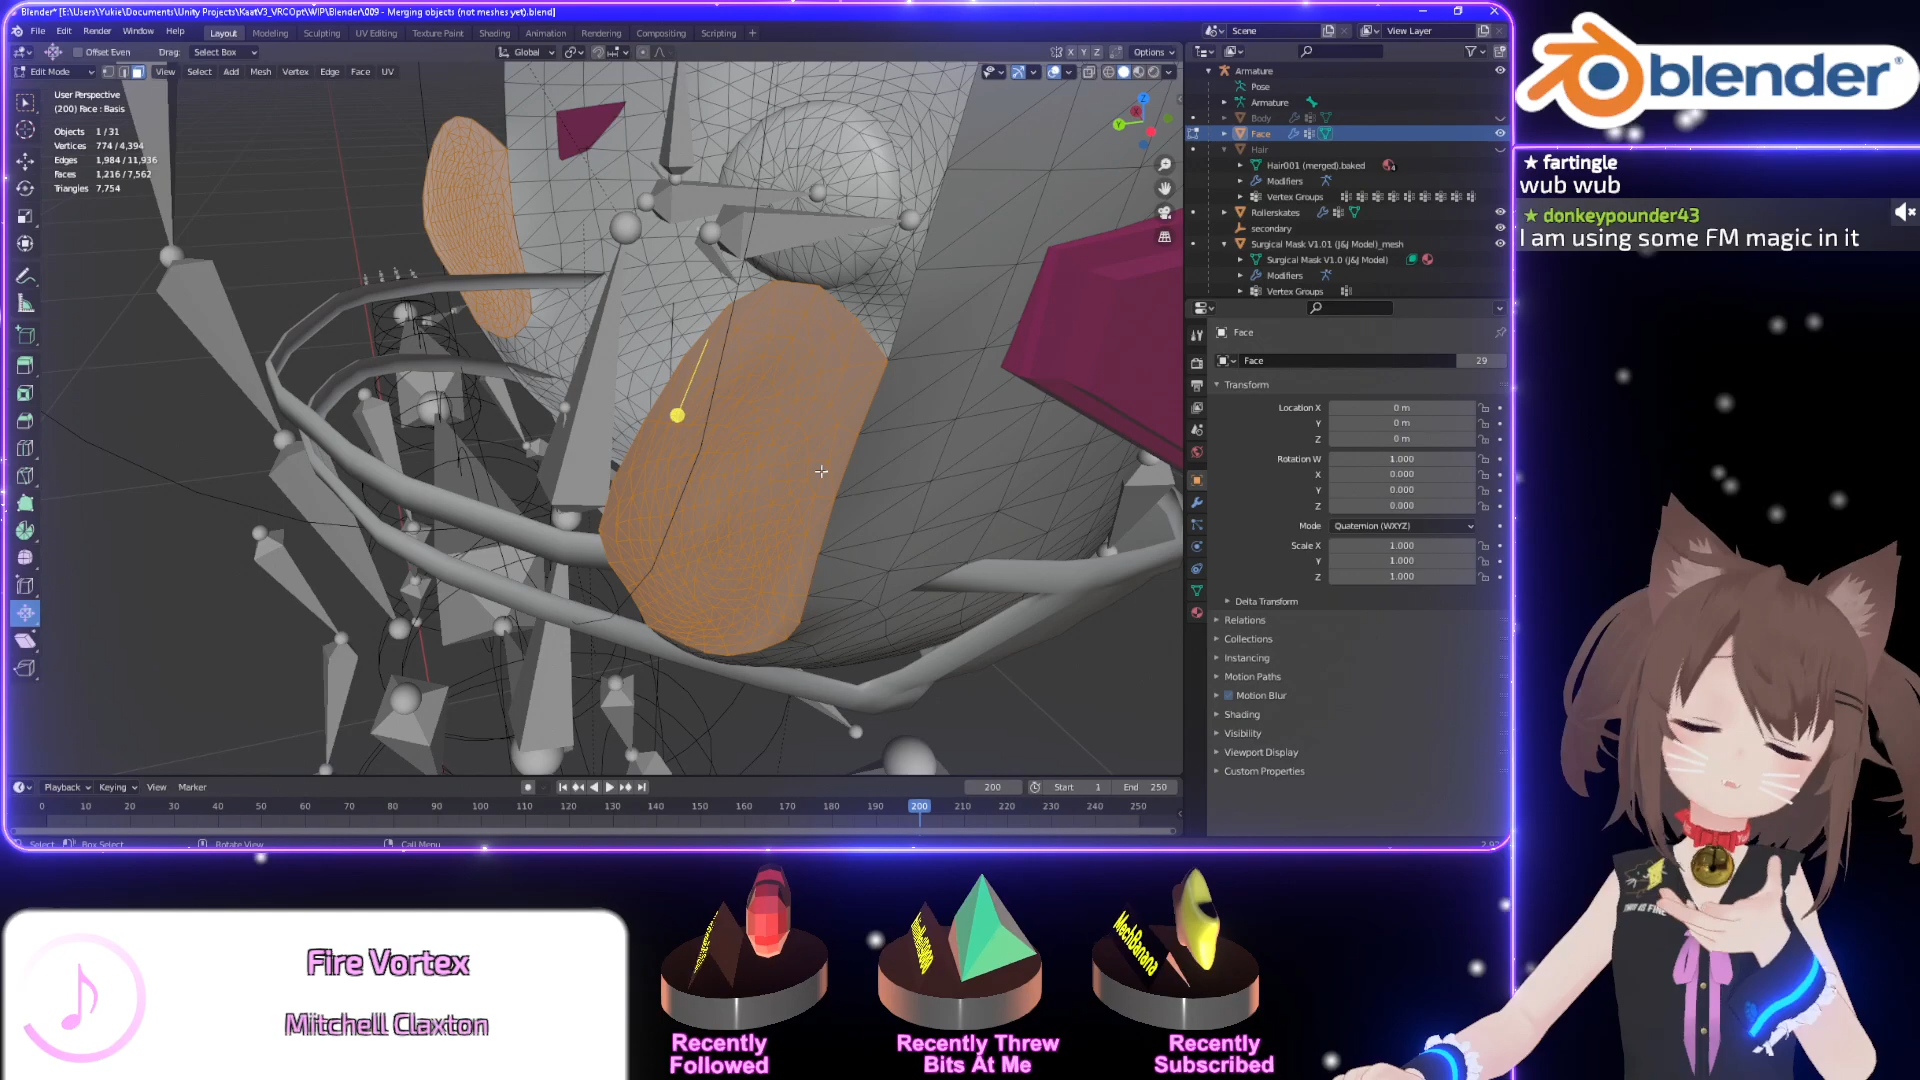 Blender* [E:\Users\Yukie\Documents\Unity Projects\KaatV3_VRCOpt\WIP\Blender\009 - Merging objects (not meshes yet).blend]
File Edit Render Window Help Layout Modeling Sculpting UV Editing Texture Paint Shading Animation Rendering Compositing Scripting +
Scene View Layer
Offset Even Drag: Select Box Global X Y Z Options
Edit Mode View Select Add Mesh Vertex Edge Face UV
User Perspective
(200) Face : Basis
Objects 1 / 31
Vertices 774 / 4,394
Edges 1,984 / 11,936
Faces 1,216 / 7,562
Triangles 7,754
Z
Y
Armature
Pose
Armature
Body
Face
Hair
Hair001 (merged).baked
Modifiers
Vertex Groups
Rollerskates
secondary
Surgical Mask V1.01 (J&J Model)_mesh
Surgical Mask V1.0 (J&J Model)
Modifiers
Vertex Groups
Face
Face 29
Transform
Location X 0 m
Y 0 m
Z 0 m
Rotation W 1.000
X 0.000
Y 0.000
Z 0.000
Mode Quaternion (WXYZ)
Scale X 1.000
Y 1.000
Z 1.000
Delta Transform
Relations
Collections
Instancing
Motion Paths
Motion Blur
Shading
Visibility
Viewport Display
Custom Properties
Playback Keying View Marker 200 Start 1 End 250
0 10 20 30 40 50 60 70 80 90 100 110 120 130 140 150 160 170 180 190 200 210 220 230 240 250
Select Box Select Rotate View Call Menu
blender®
★ fartingle
wub wub
★ donkeypounder43
I am using some FM magic in it
Fire Vortex
Mitchell Claxton
MechBanana
Recently Followed
Recently Threw Bits At Me
Recently Subscribed